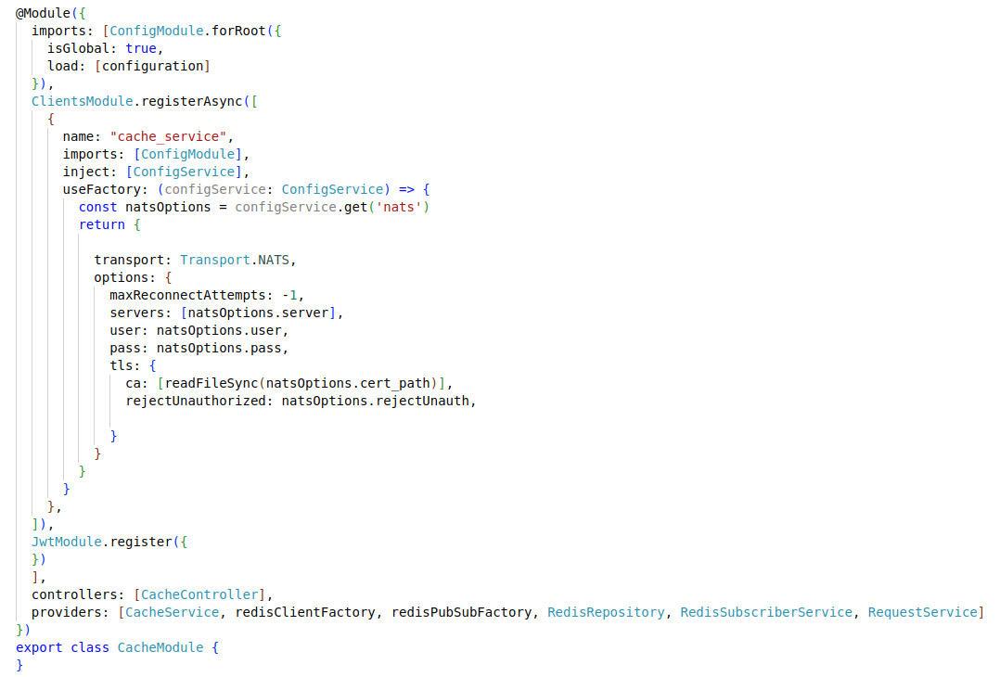 @Module({
  imports: [ConfigModule.forRoot({
    isGlobal: true,
    load: [configuration]
  }),
  ClientsModule.registerAsync([
    {
      name: "cache_service",
      imports: [ConfigModule],
      inject: [ConfigService],
      useFactory: (configService: ConfigService) => {
        const natsOptions = configService.get('nats')
        return {

          transport: Transport.NATS,
          options: {
            maxReconnectAttempts: -1,
            servers: [natsOptions.server],
            user: natsOptions.user,
            pass: natsOptions.pass,
            tls: {
              ca: [readFileSync(natsOptions.cert_path)],
              rejectUnauthorized: natsOptions.rejectUnauth,

            }
          }
        }
      }
    },
  ]),
  JwtModule.register({
  })
  ],
  controllers: [CacheController],
  providers: [CacheService, redisClientFactory, redisPubSubFactory, RedisRepository, RedisSubscriberService, RequestService]
})
export class CacheModule {
}